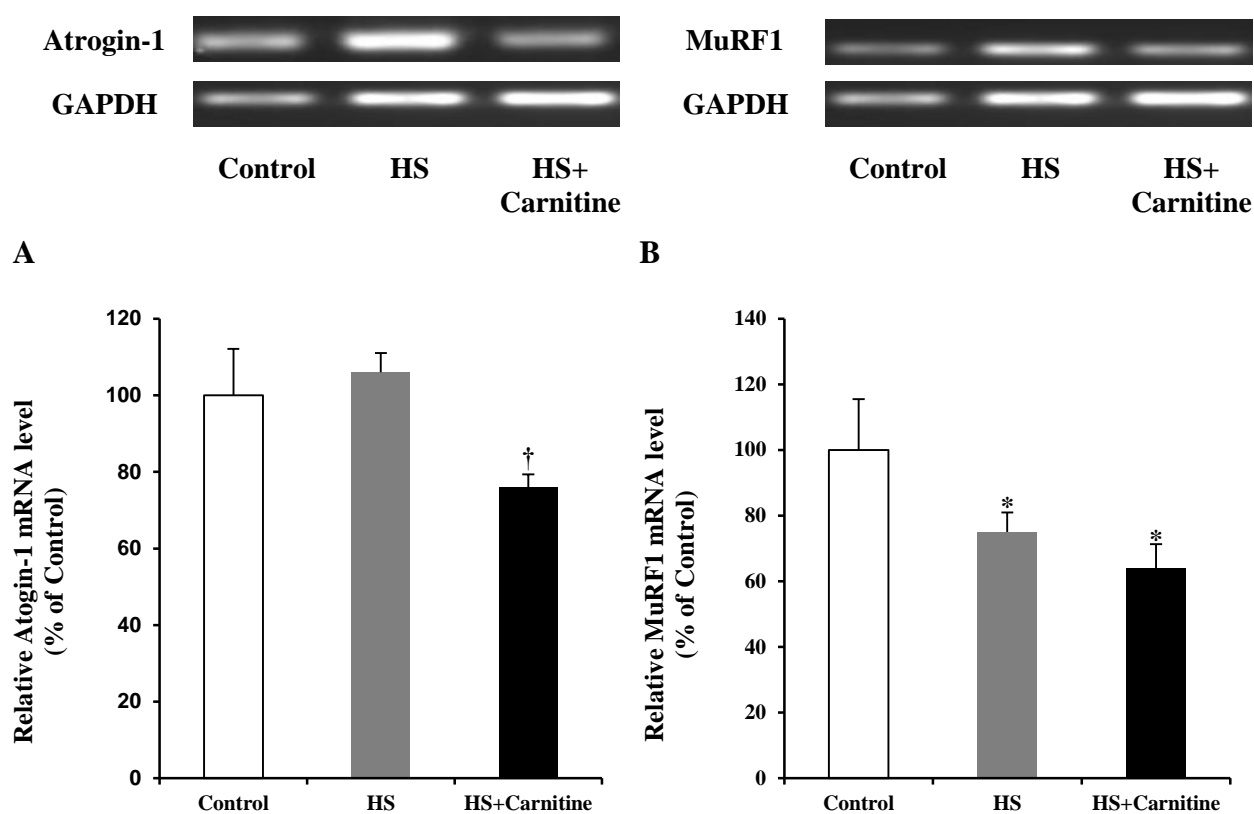 Atrogin-1
GAPDH
Control HS HS+
Carnitine
MuRF1
GAPDH
Control HS HS+
Carnitine
A
Relative Atogin-1 mRNA level
(% of Control)
120
100
80
60
40
20
0
†
Control HS HS+Carnitine
B
Relative MuRF1 mRNA level
(% of Control)
140
120
100
80
60
40
20
0
*
*
Control HS HS+Carnitine